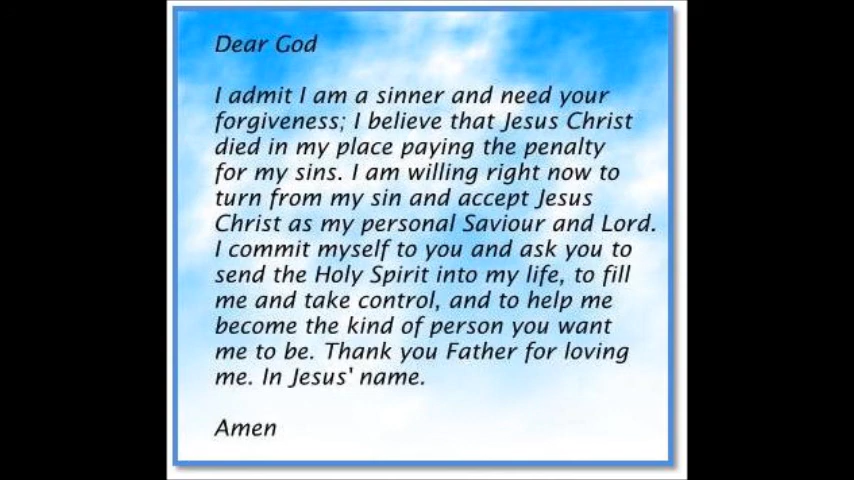 Dear God
I admit I am a sinner and need your
forgiveness; I believe that Jesus Christ
died in my place paying the penalty
for my sins. I am willing right now to
turn from my sin and accept Jesus
Christ as my personal Saviour and Lord.
I commit myself to you and ask you to
send the Holy Spirit into my life, to fill
me and take control, and to help me
become the kind of person you want
me to be. Thank you Father for loving
me. In Jesus' name.
Amen